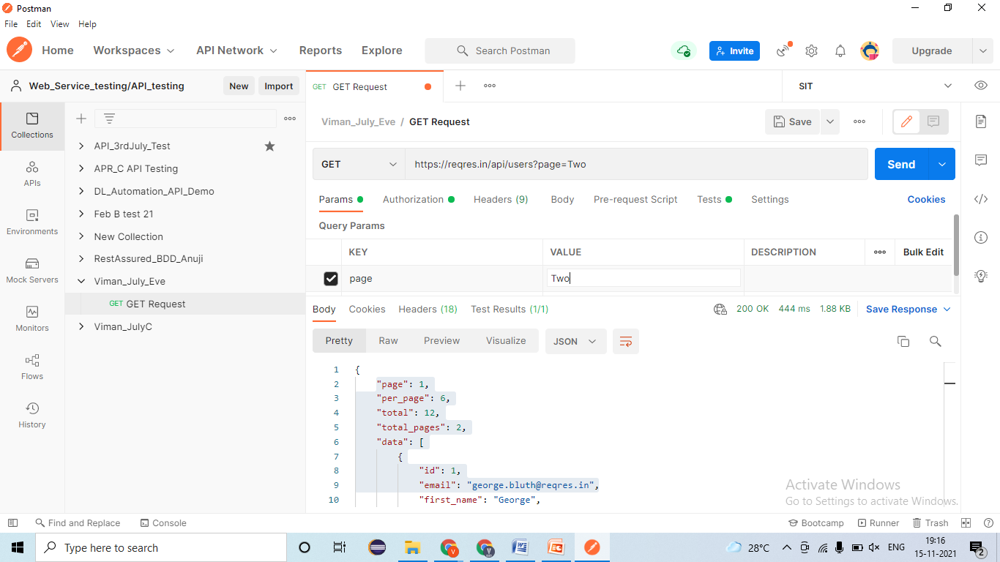 Postman
File Edit View Help
Home Workspaces API Network Reports Explore Search Postman Invite Upgrade
Web_Service_testing/API_testing New Import GET GET Request SIT
Viman_July_Eve / GET Request Save
Collections
API_3rdJuly_Test
APR_C API Testing
DL_Automation_API_Demo
Feb B test 21
New Collection
RestAssured_BDD_Anuji
Viman_July_Eve
GET GET Request
Viman_JulyC
APIs
Environments
Mock Servers
Monitors
Flows
History
GET https://reqres.in/api/users?page=Two Send
Params Authorization Headers (9) Body Pre-request Script Tests Settings Cookies
Query Params
KEY VALUE DESCRIPTION Bulk Edit
page Two
Body Cookies Headers (18) Test Results (1/1) 200 OK 444 ms 1.88 KB Save Response
Pretty Raw Preview Visualize JSON
1 {
2 "page": 1,
3 "per_page": 6,
4 "total": 12,
5 "total_pages": 2,
6 "data": [
7 {
8 "id": 1,
9 "email": "george.bluth@reqres.in",
10 "first_name": "George",
Activate Windows
Go to Settings to activate Windows.
Find and Replace Console Bootcamp Runner Trash
Type here to search 28°C ENG 19:16
15-11-2021 2